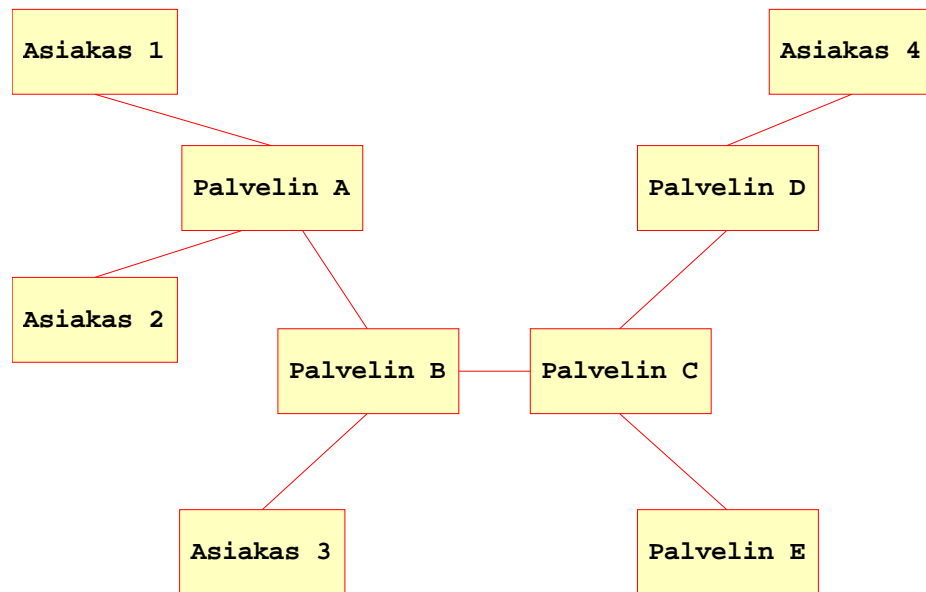 Asiakas 1
Asiakas 4
Palvelin A
Palvelin D
Asiakas 2
Palvelin B
Palvelin C
Asiakas 3
Palvelin E